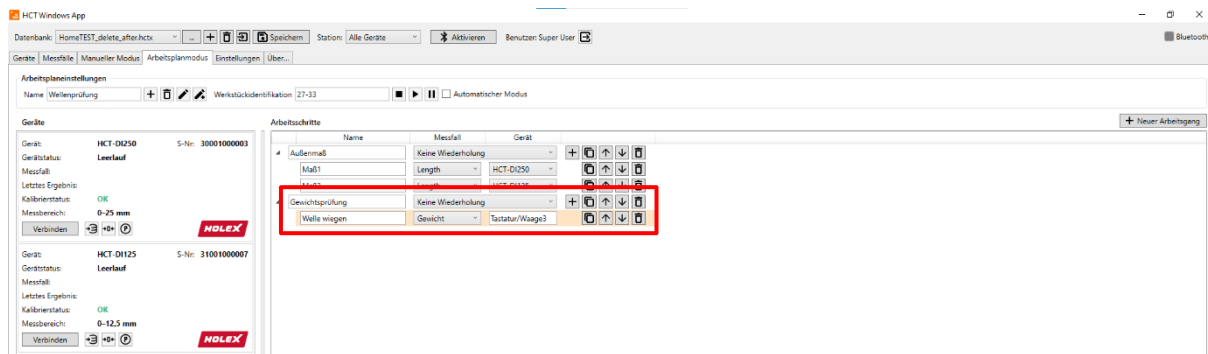 HCT Windows App
Datenbank: HomeTEST_delete_after.hctx ... Speichern Station: Alle Geräte Aktivieren Benutzer: Super User Bluetooth
Geräte Messfälle Manueller Modus Arbeitsplanmodus Einstellungen Über...
Arbeitsplaneinstellungen
Name Wellenprüfung Werkstückidentifikation 27-33 Automatischer Modus
Geräte Arbeitsschritte + Neuer Arbeitsgang
Name Messfall Gerät
Gerät: HCT-DI250 S-Nr: 30001000003
Außenmaß Keine Wiederholung
Gerätstatus: Leerlauf
Maß1 Length HCT-DI250
Messfall:
Letztes Ergebnis:
Kalibrierstatus: OK
Gewichtsprüfung Keine Wiederholung
Messbereich: 0-25 mm
Welle wiegen Gewicht Tastatur/Waage3
Verbinden HOLEX
Gerät: HCT-DI125 S-Nr: 31001000007
Gerätstatus: Leerlauf
Messfall:
Letztes Ergebnis:
Kalibrierstatus: OK
Messbereich: 0-12,5 mm
Verbinden HOLEX